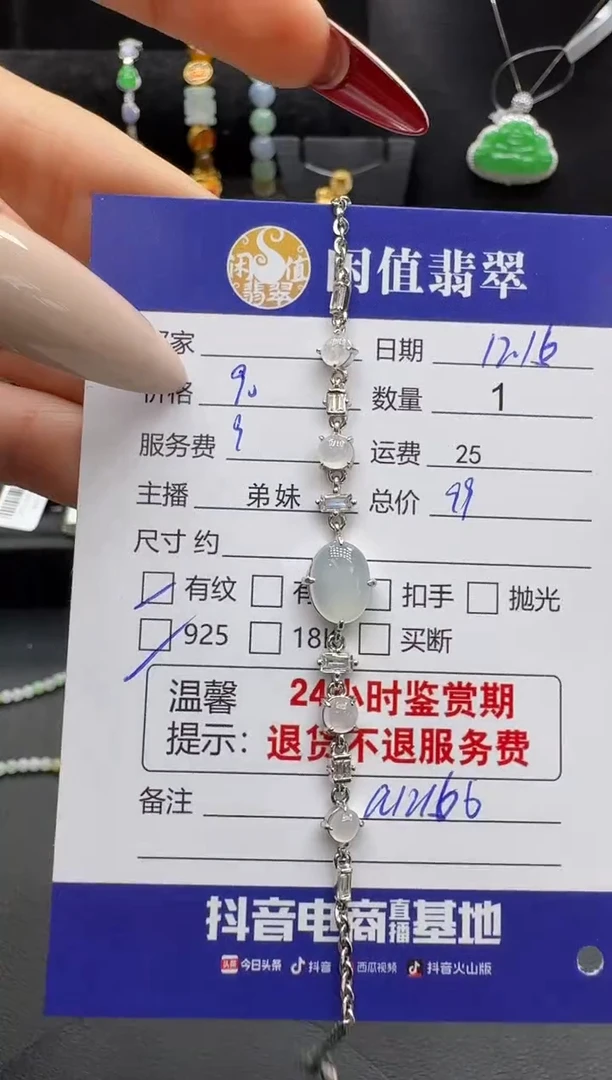 闲值翡翠
闲值翡翠
家 日期 12.16
价格 90 数量 1
服务费 9 运费 25
主播 弟妹 总价 99
尺寸 约
有纹 扣手 抛光
925 18 买断
温馨 24小时鉴赏期
提示： 退货不退服务费
备注
抖音电商直播基地
头条 今日头条 抖音 西瓜视频 抖音火山版